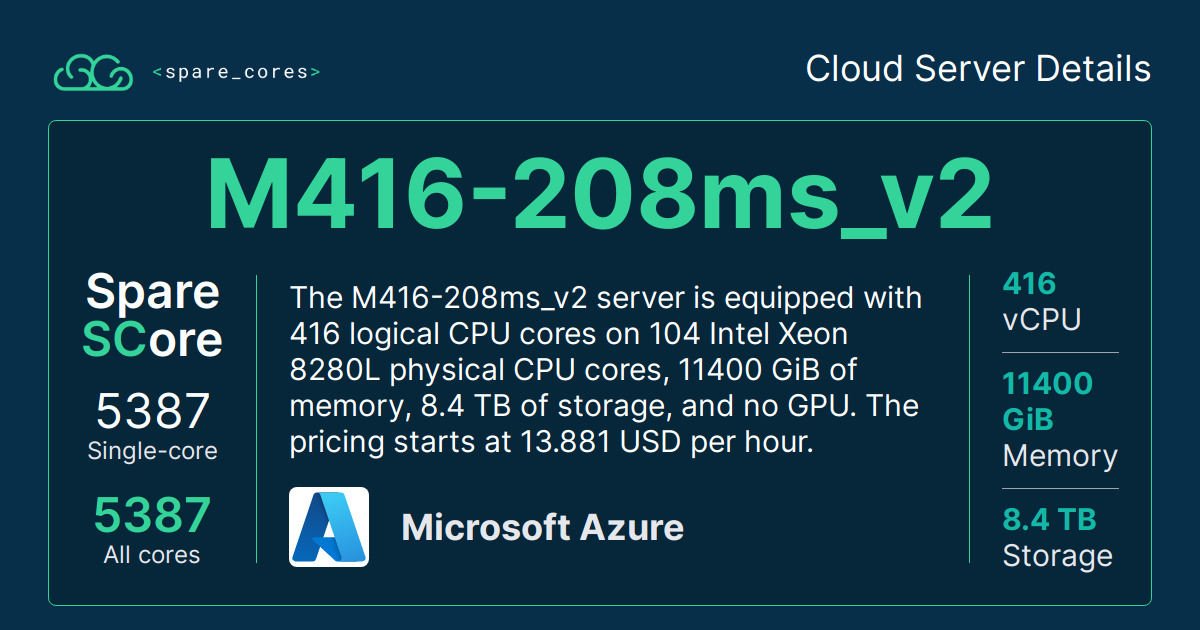 <spare_cores>
Cloud Server Details
M416-208ms_v2
Spare
SCore
5387
Single-core
5387
All cores
The M416-208ms_v2 server is equipped with
416 logical CPU cores on 104 Intel Xeon
8280L physical CPU cores, 11400 GiB of
memory, 8.4 TB of storage, and no GPU. The
pricing starts at 13.881 USD per hour.
Microsoft Azure
416
vCPU
11400
GiB
Memory
8.4 TB
Storage